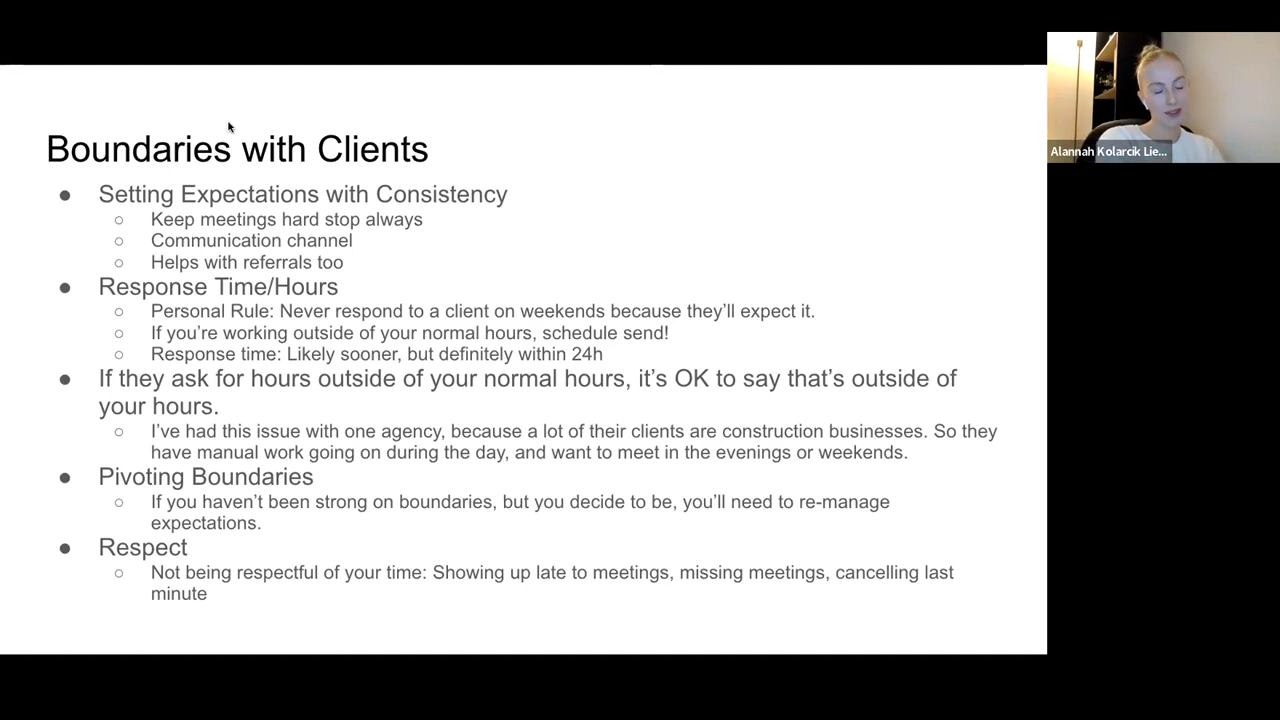 Boundaries with Clients
● Setting Expectations with Consistency
○ Keep meetings hard stop always
○ Communication channel
○ Helps with referrals too
● Response Time/Hours
○ Personal Rule: Never respond to a client on weekends because they’ll expect it.
○ If you’re working outside of your normal hours, schedule send!
○ Response time: Likely sooner, but definitely within 24h
● If they ask for hours outside of your normal hours, it’s OK to say that’s outside of
your hours.
○ I’ve had this issue with one agency, because a lot of their clients are construction businesses. So they
have manual work going on during the day, and want to meet in the evenings or weekends.
● Pivoting Boundaries
○ If you haven’t been strong on boundaries, but you decide to be, you’ll need to re-manage
expectations.
● Respect
○ Not being respectful of your time: Showing up late to meetings, missing meetings, cancelling last
minute
Alannah Kolarcik Lie...